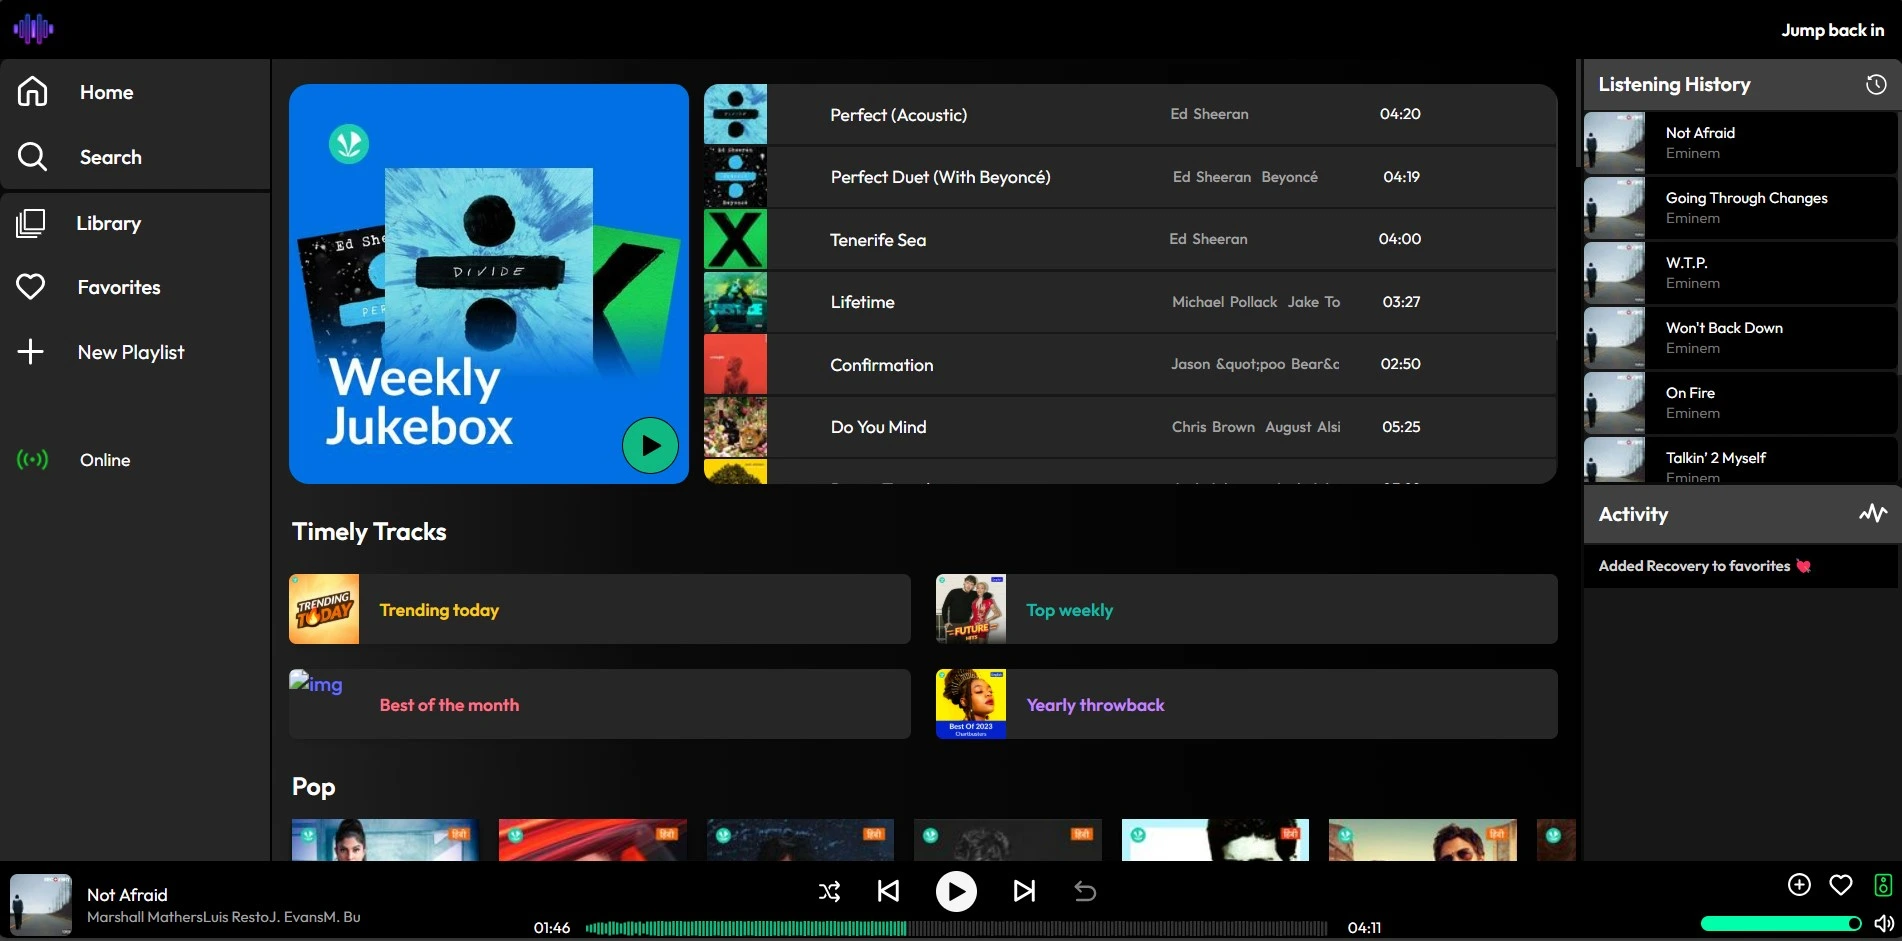 Jump back in
Home
Search
Library
Favorites
New Playlist
Online
Ed She
PER
DIVIDE
Weekly
Jukebox
Perfect (Acoustic) Ed Sheeran 04:20
Perfect Duet (With Beyoncé) Ed Sheeran Beyoncé 04:19
Tenerife Sea Ed Sheeran 04:00
Lifetime Michael Pollack Jake To 03:27
Confirmation Jason &quot;poo Bear&c 02:50
Do You Mind Chris Brown August Alsi 05:25
Timely Tracks
TRENDING
TODAY
Trending today
FUTURE
HITS
Top weekly
img
Best of the month
Best Of 2023
Chartbusters
Yearly throwback
Pop
हिन्दी
हिन्दी
हिन्दी
हिन्दी
हिन्दी
हिन्दी
Listening History
Not Afraid
Eminem
Going Through Changes
Eminem
W.T.P.
Eminem
Won't Back Down
Eminem
On Fire
Eminem
Talkin' 2 Myself
Eminem
Activity
Added Recovery to favorites 💘
Not Afraid
Marshall MathersLuis RestoJ. EvansM. Bu
01:46
04:11